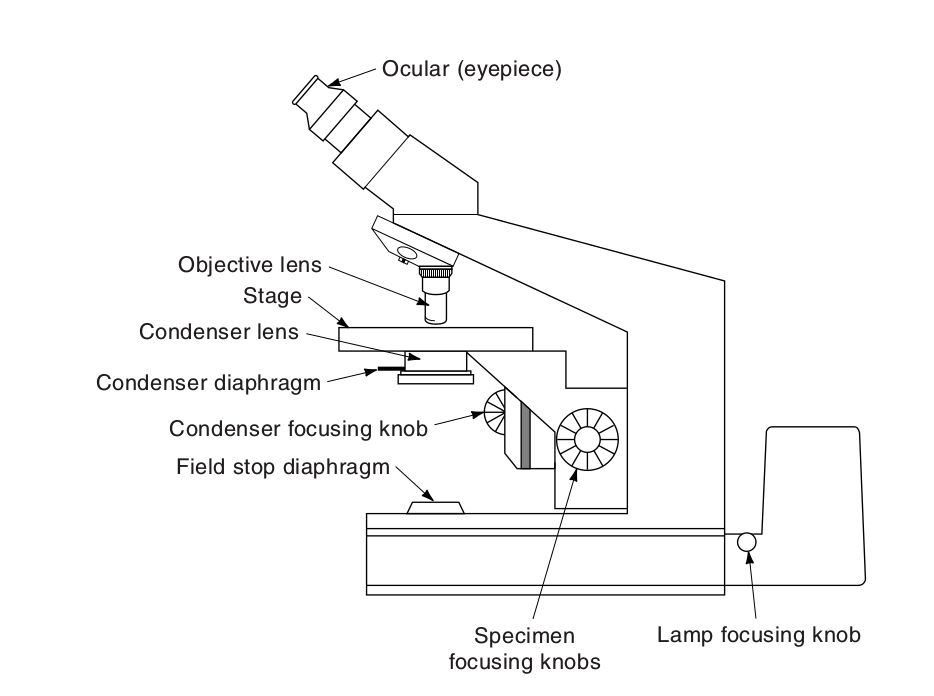 Ocular (eyepiece)
Objective lens
Stage
Condenser lens
Condenser diaphragm
Condenser focusing knob
Field stop diaphragm
Specimen
focusing knobs
Lamp focusing knob